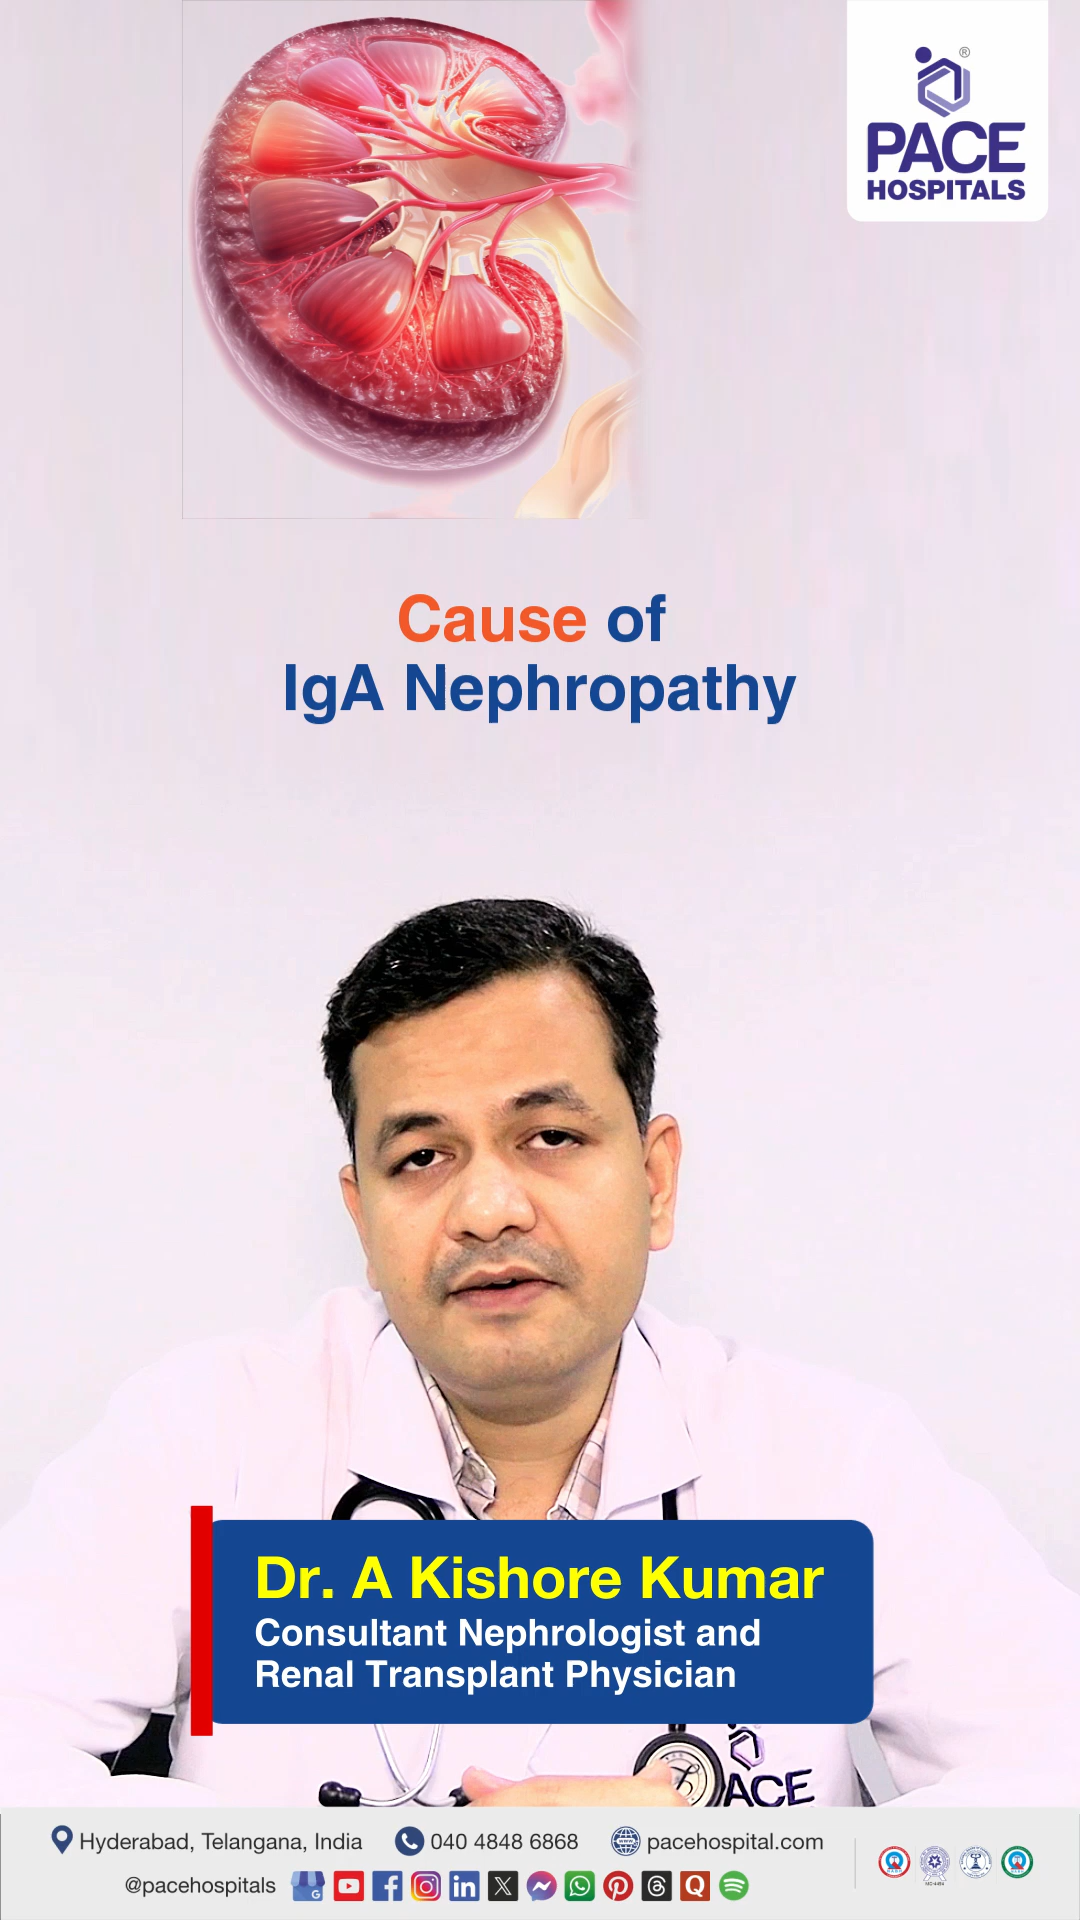 ®
PACE
HOSPITALS
Cause of
IgA Nephropathy
Dr. A Kishore Kumar
Consultant Nephrologist and
Renal Transplant Physician
PACE
Hyderabad, Telangana, India 040 4848 6868 pacehospital.com
@pacehospitals